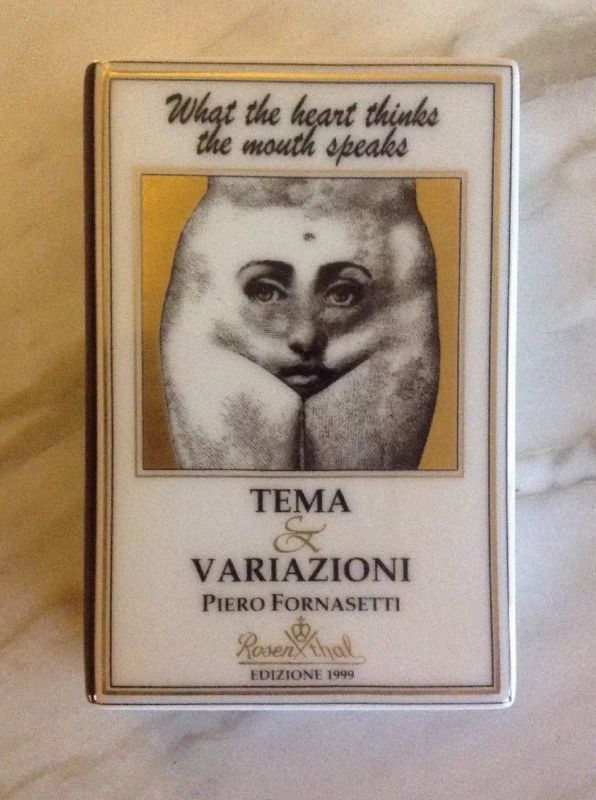 What the heart thinks
the mouth speaks
TEMA
&
VARIAZIONI
PIERO FORNASETTI
Rosenthal
EDIZIONE 1999